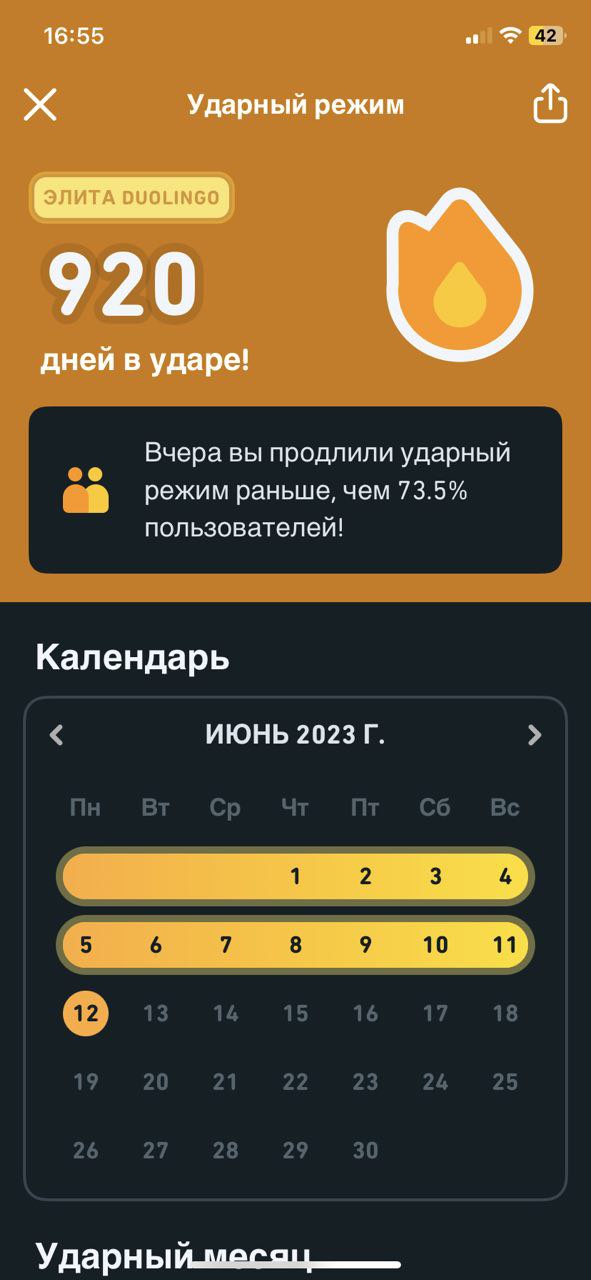 16:55
42
Ударный режим
ЭЛИТА DUOLINGO
920
дней в ударе!
Вчера вы продлили ударный
режим раньше, чем 73.5%
пользователей!
Календарь
ИЮНЬ 2023 Г.
Пн Вт Ср Чт Пт Сб Вс
1 2 3 4
5 6 7 8 9 10 11
12 13 14 15 16 17 18
19 20 21 22 23 24 25
26 27 28 29 30
Ударный месяц